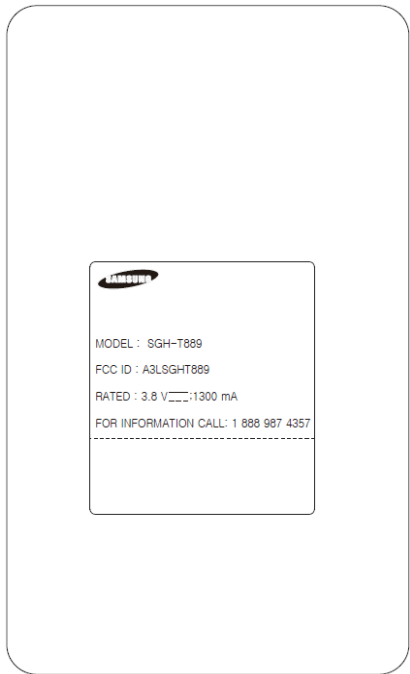 SAMSUNG
MODEL : SGH-T889
FCC ID : A3LSGHT889
RATED : 3.8 V⎓;1300 mA
FOR INFORMATION CALL: 1 888 987 4357